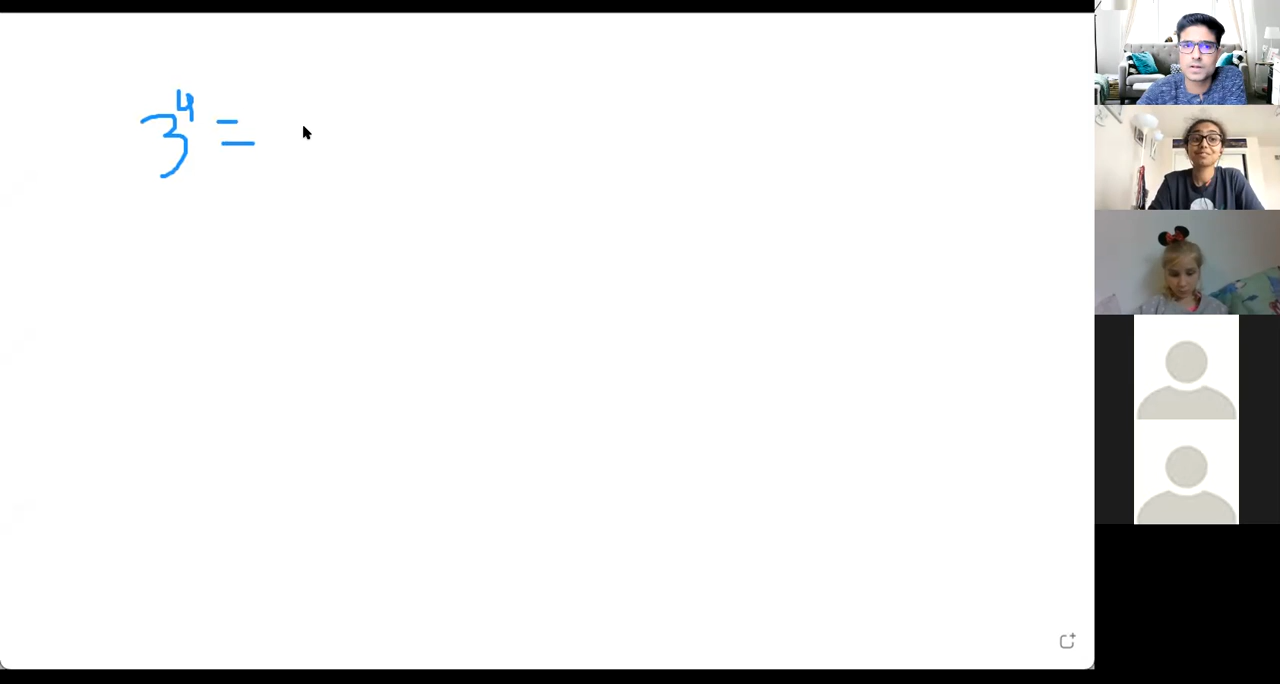 3⁴ =